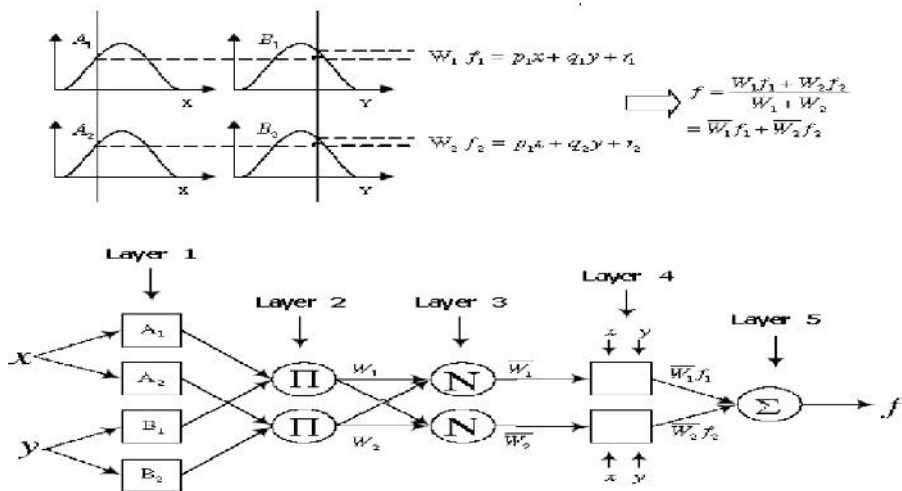 A₁
B₁
W₁ f₁ = p₁x + q₁y + r₁
X
Y
f = W₁f₁ + W₂f₂ / W₁ + W₂
= W̅₁f₁ + W̅₂f₂
A₂
B₂
W₂ f₂ = p₁x + q₂y + r₂
X
Y
Layer 1
Layer 2
Layer 3
Layer 4
Layer 5
x y
x
A₁
A₂
Π
W₁
N
W̅₁
W̅₁f₁
Σ
f
y
B₁
B₂
Π
W₂
N
W̅₂
W̅₂f₂
x y